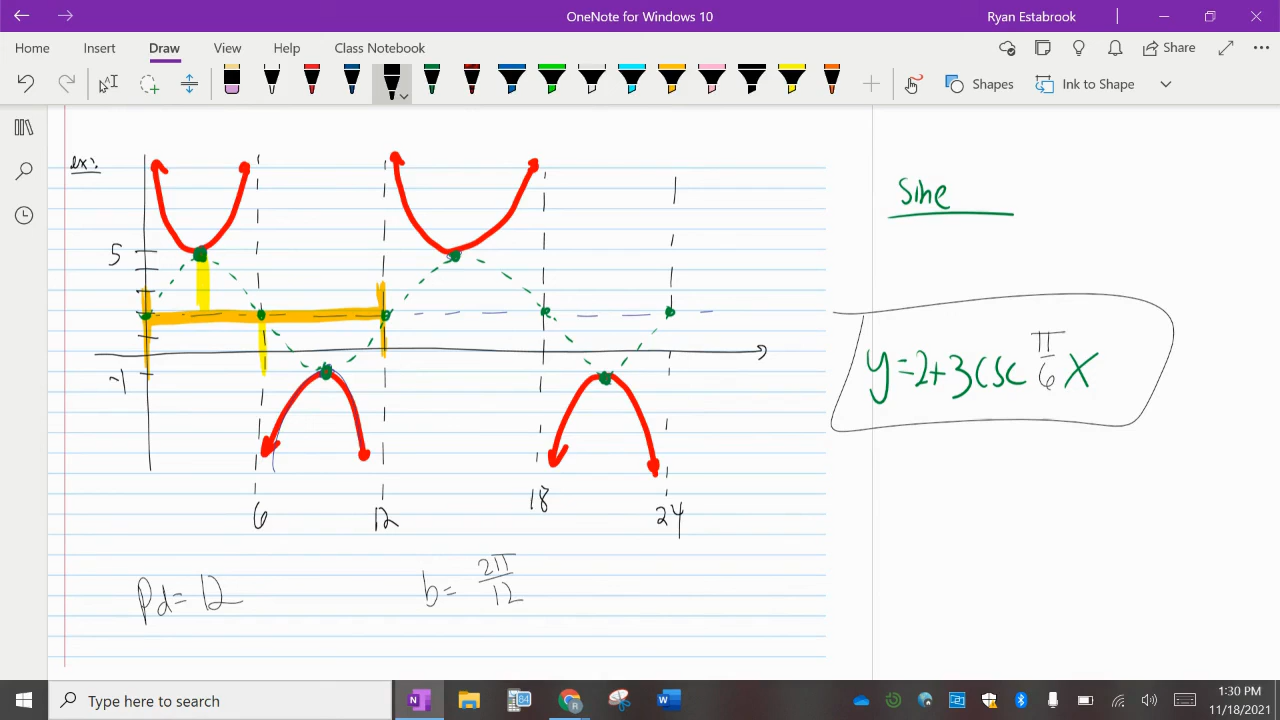 OneNote for Windows 10
Ryan Estabrook
Home Insert Draw View Help Class Notebook
Share
Shapes
Ink to Shape
ex:
Sine
5
y=2+3csc π/6 x
-1
6 12 18 24
Pd= 12
b= 2π/12
Type here to search
84
1:30 PM
11/18/2021